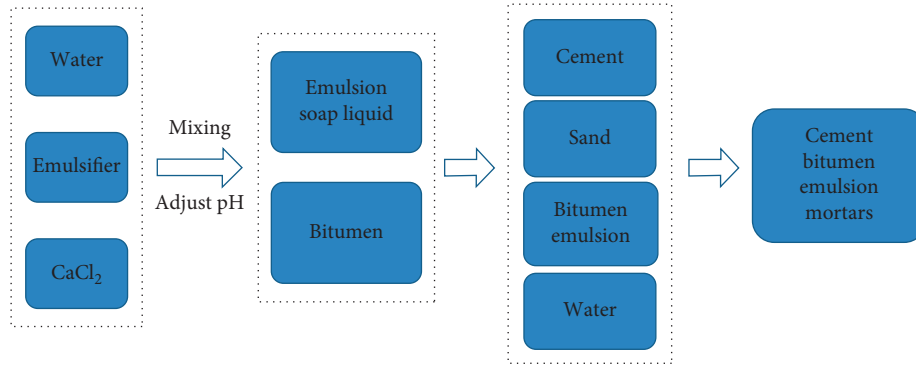 Water
Emulsifier
CaCl₂
Mixing
Adjust pH
Emulsion
soap liquid
Bitumen
Cement
Sand
Bitumen
emulsion
Water
Cement
bitumen
emulsion
mortars